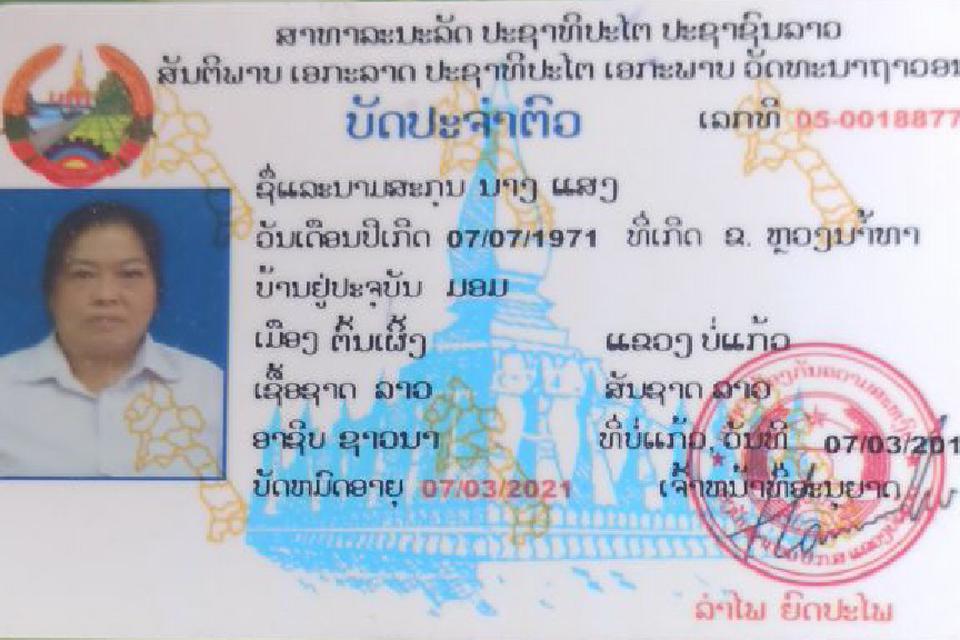 ສາທາລະນະລັດ ປະຊາທິປະໄຕ ປະຊາຊົນລາວ
ສັນຕິພາບ ເອກະລາດ ປະຊາທິປະໄຕ ເອກະພາບ ວັດທະນາຖາວອນ
ບັດປະຈຳຕົວ ເລກທີ 05-0018877
ຊື່ແລະນາມສະກຸນ ນາງ ແສງ
ວັນເດືອນປີເກີດ 07/07/1971 ທີ່ເກີດ ຂ. ຫຼວງນ້ຳທາ
ບ້ານຢູ່ປະຈຸບັນ ມອມ
ເມືອງ ຕົ້ນເຜິ້ງ ແຂວງ ບໍ່ແກ້ວ
ເຊື້ອຊາດ ລາວ ສັນຊາດ ລາວ
ອາຊິບ ຊາວນາ ທີ່ບໍ່ແກ້ວ, ວັນທີ 07/03/201
ບັດຫມົດອາຍຸ 07/03/2021 ເຈົ້າຫນ້າທີ່ອະນຸຍາດ
ລຳໄພ ຍົດປະໄພ